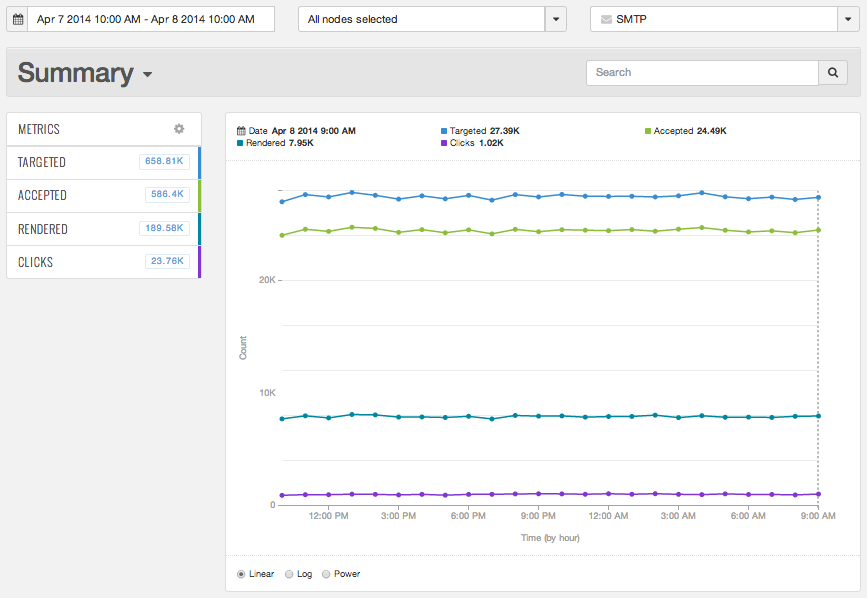 Apr 7 2014 10:00 AM - Apr 8 2014 10:00 AM
All nodes selected
SMTP
Summary
Search
METRICS
TARGETED 658.81K
ACCEPTED 586.4K
RENDERED 189.58K
CLICKS 23.76K
Date Apr 8 2014 9:00 AM Targeted 27.39K Accepted 24.49K
Rendered 7.95K Clicks 1.02K
20K
Count
10K
0
12:00 PM 3:00 PM 6:00 PM 9:00 PM 12:00 AM 3:00 AM 6:00 AM 9:00 AM
Time (by hour)
Linear Log Power